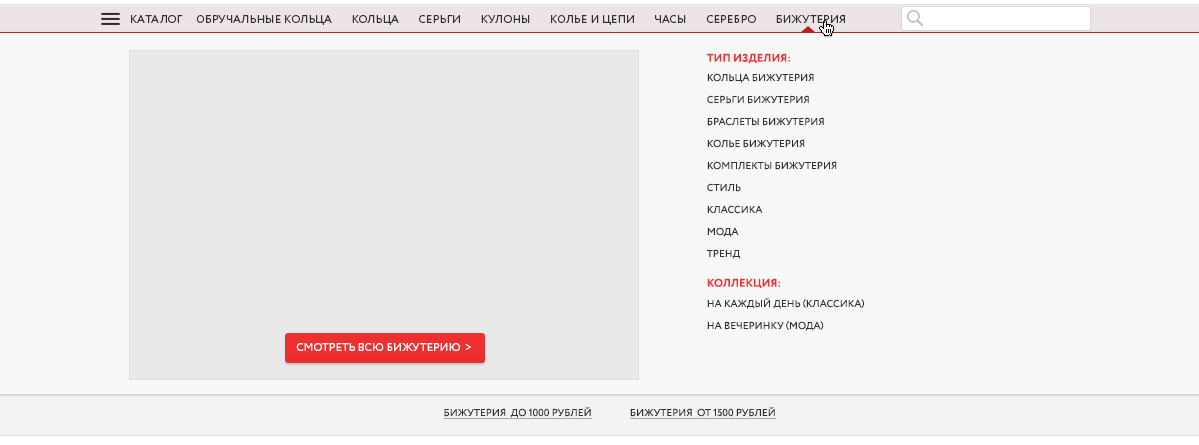 КАТАЛОГ ОБРУЧАЛЬНЫЕ КОЛЬЦА КОЛЬЦА СЕРЬГИ КУЛОНЫ КОЛЬЕ И ЦЕПИ ЧАСЫ СЕРЕБРО БИЖУТЕРИЯ
ТИП ИЗДЕЛИЯ:
КОЛЬЦА БИЖУТЕРИЯ
СЕРЬГИ БИЖУТЕРИЯ
БРАСЛЕТЫ БИЖУТЕРИЯ
КОЛЬЕ БИЖУТЕРИЯ
КОМПЛЕКТЫ БИЖУТЕРИЯ
СТИЛЬ
КЛАССИКА
МОДА
ТРЕНД
КОЛЛЕКЦИЯ:
НА КАЖДЫЙ ДЕНЬ (КЛАССИКА)
НА ВЕЧЕРИНКУ (МОДА)
СМОТРЕТЬ ВСЮ БИЖУТЕРИЮ >
БИЖУТЕРИЯ ДО 1000 РУБЛЕЙ БИЖУТЕРИЯ ОТ 1500 РУБЛЕЙ